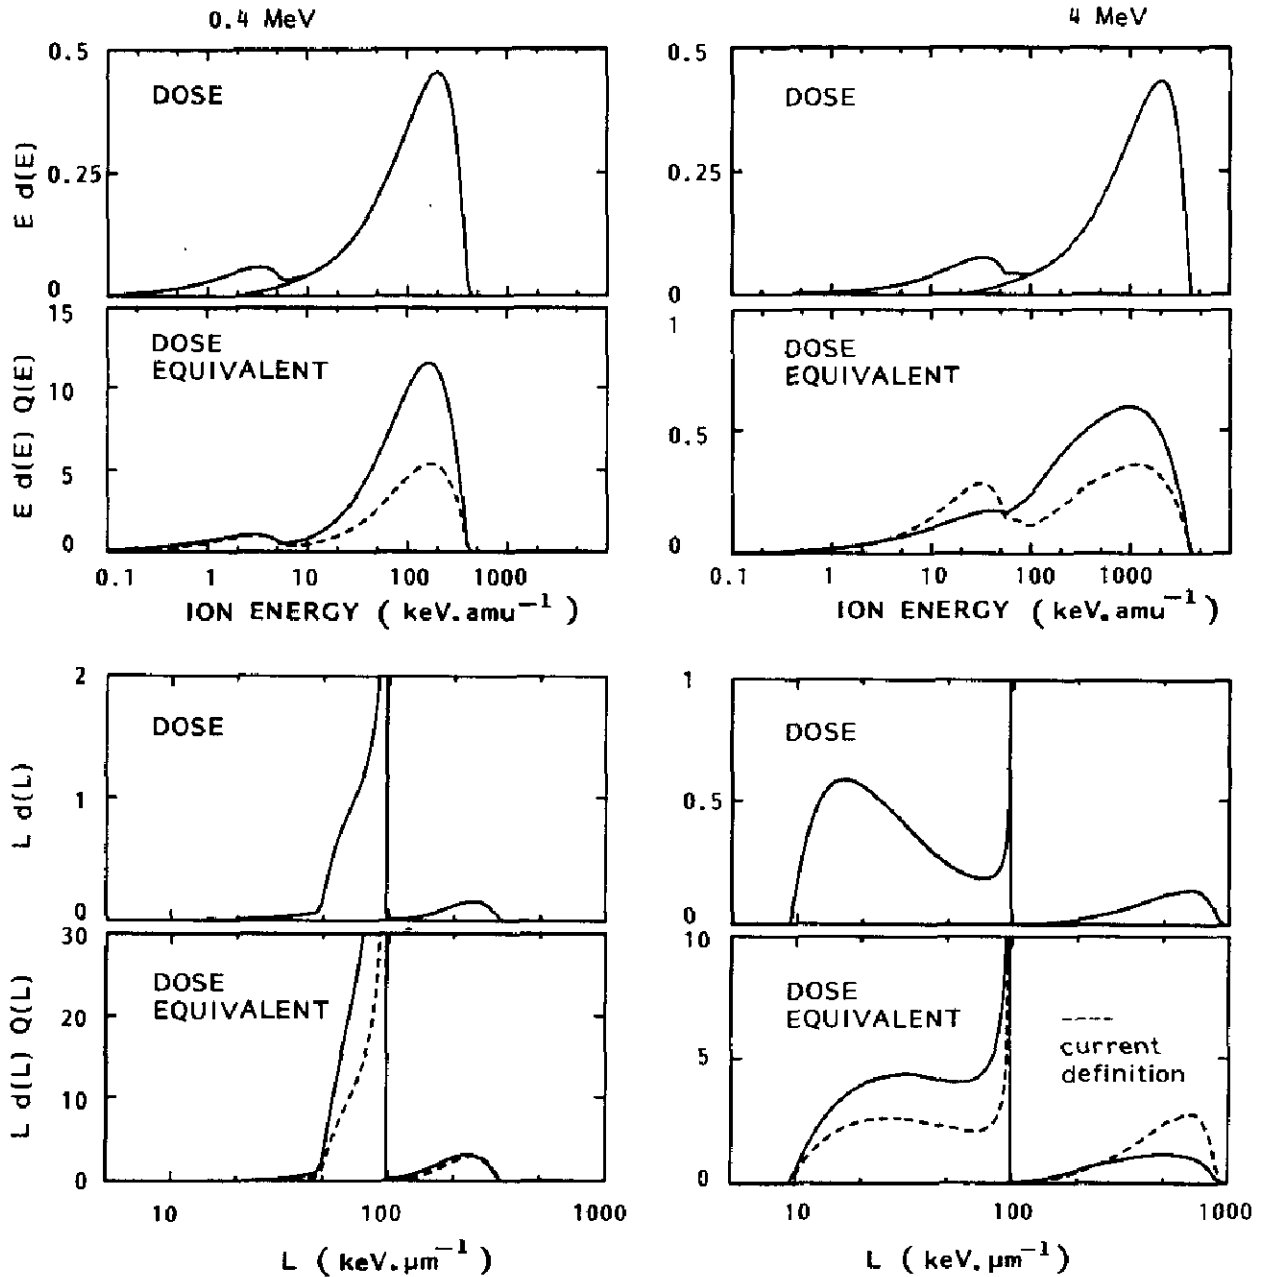 0.4 MeV
4 MeV
0.5
DOSE
0.25
E d(E)
0
0.5
DOSE
0.25
0
15
DOSE
EQUIVALENT
10
E d(E) Q(E)
5
0
0.1 1 10 100 1000
ION ENERGY ( keV.amu⁻¹ )
1
DOSE
EQUIVALENT
0.5
0
0.1 1 10 100 1000
ION ENERGY ( keV.amu⁻¹ )
2
DOSE
1
L d(L)
0
1
DOSE
0.5
0
30
DOSE
EQUIVALENT
20
L d(L) Q(L)
10
0
10 100 1000
L ( keV.µm⁻¹ )
10
DOSE
EQUIVALENT
current
definition
5
0
10 100 1000
L ( keV.µm⁻¹ )